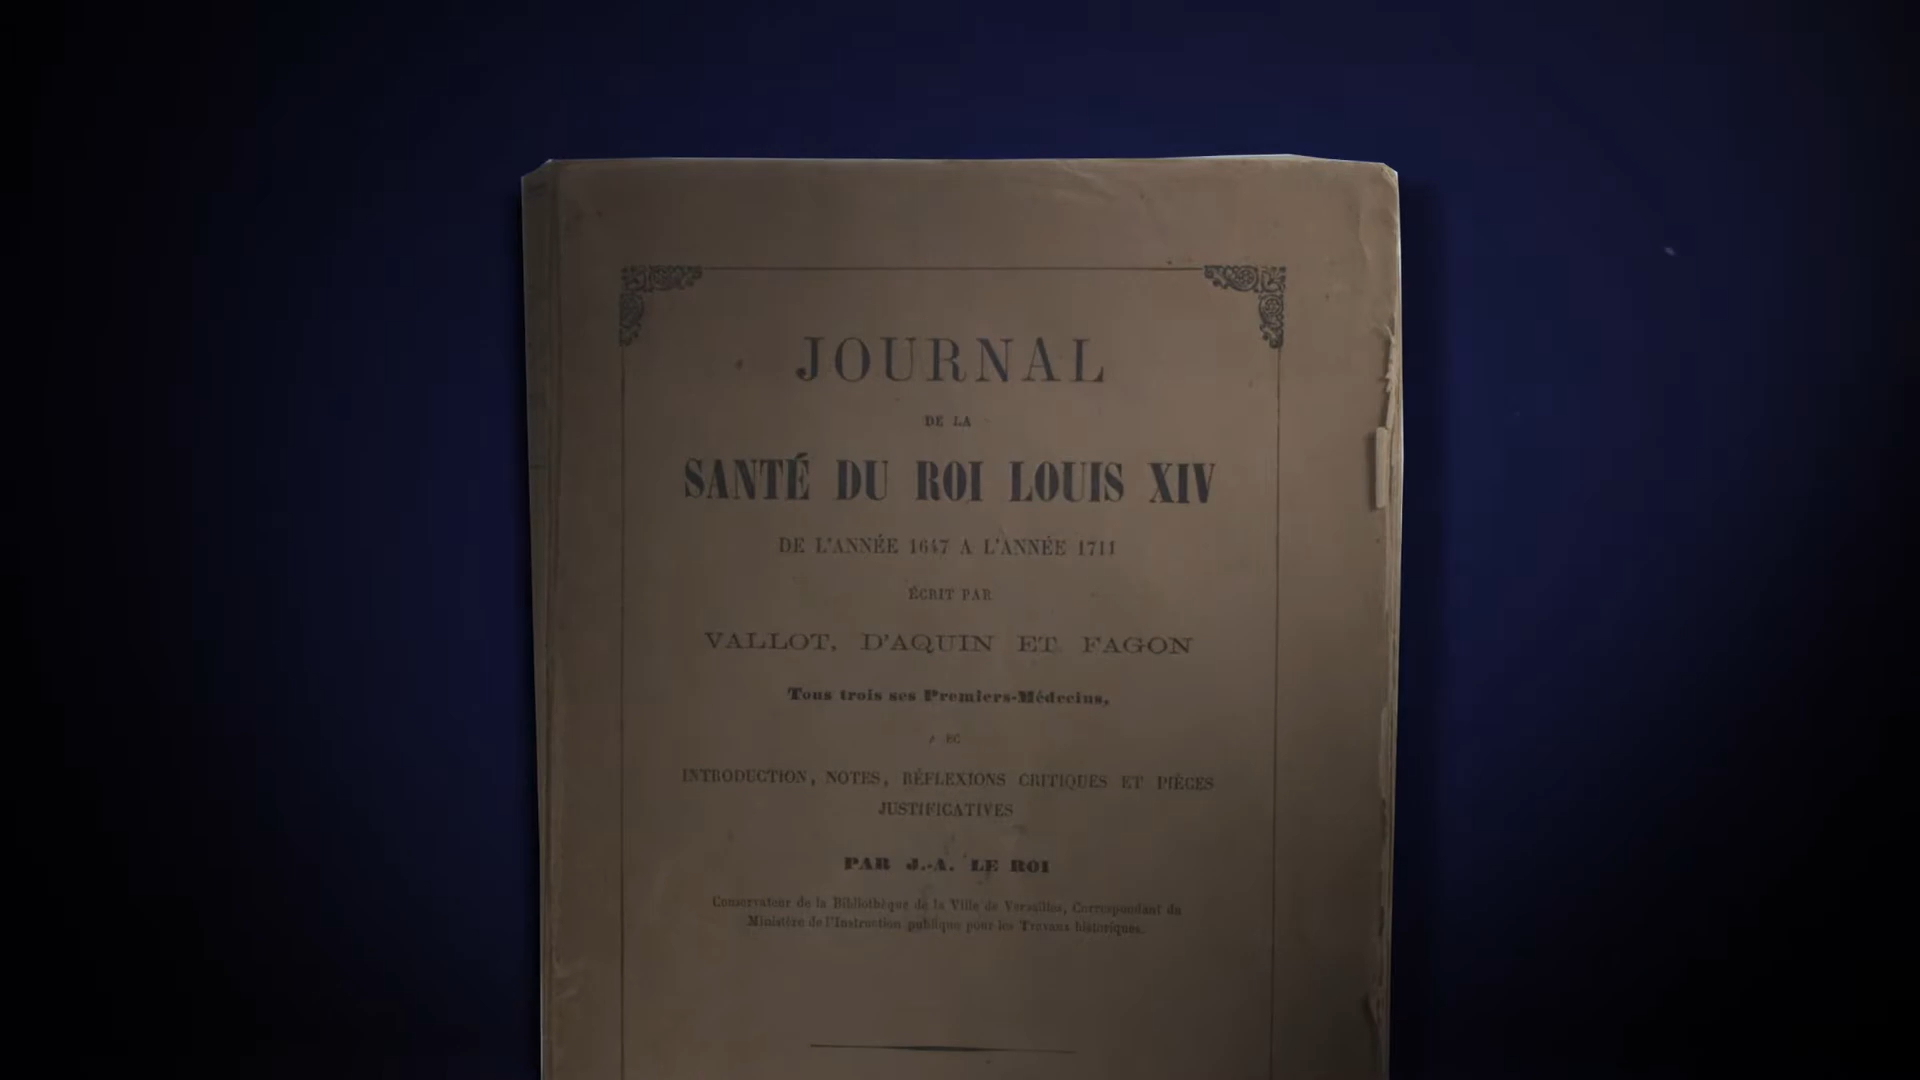 JOURNAL
DE LA
SANTÉ DU ROI LOUIS XIV
DE L'ANNÉE 1647 A L'ANNÉE 1711
ÉCRIT PAR
VALLOT, D'AQUIN ET FAGON
Tous trois ses Premiers-Médecins,
INTRODUCTION, NOTES, RÉFLEXIONS CRITIQUES ET PIÈCES
JUSTIFICATIVES
PAR J.-A. LE ROI
Conservateur de la Bibliothèque de la Ville de Versailles, Correspondant du
Ministère de l'Instruction publique pour les Travaux historiques.